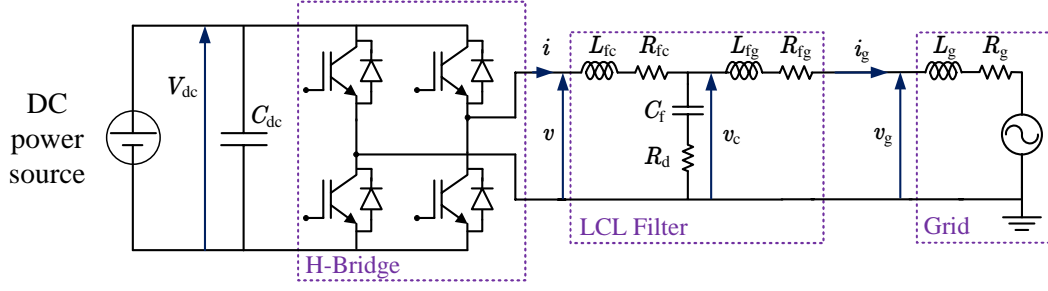 DC
power
source
V_dc
C_dc
H-Bridge
i
v
L_fc
R_fc
C_f
R_d
v_c
L_fg
R_fg
LCL Filter
i_g
v_g
L_g
R_g
Grid